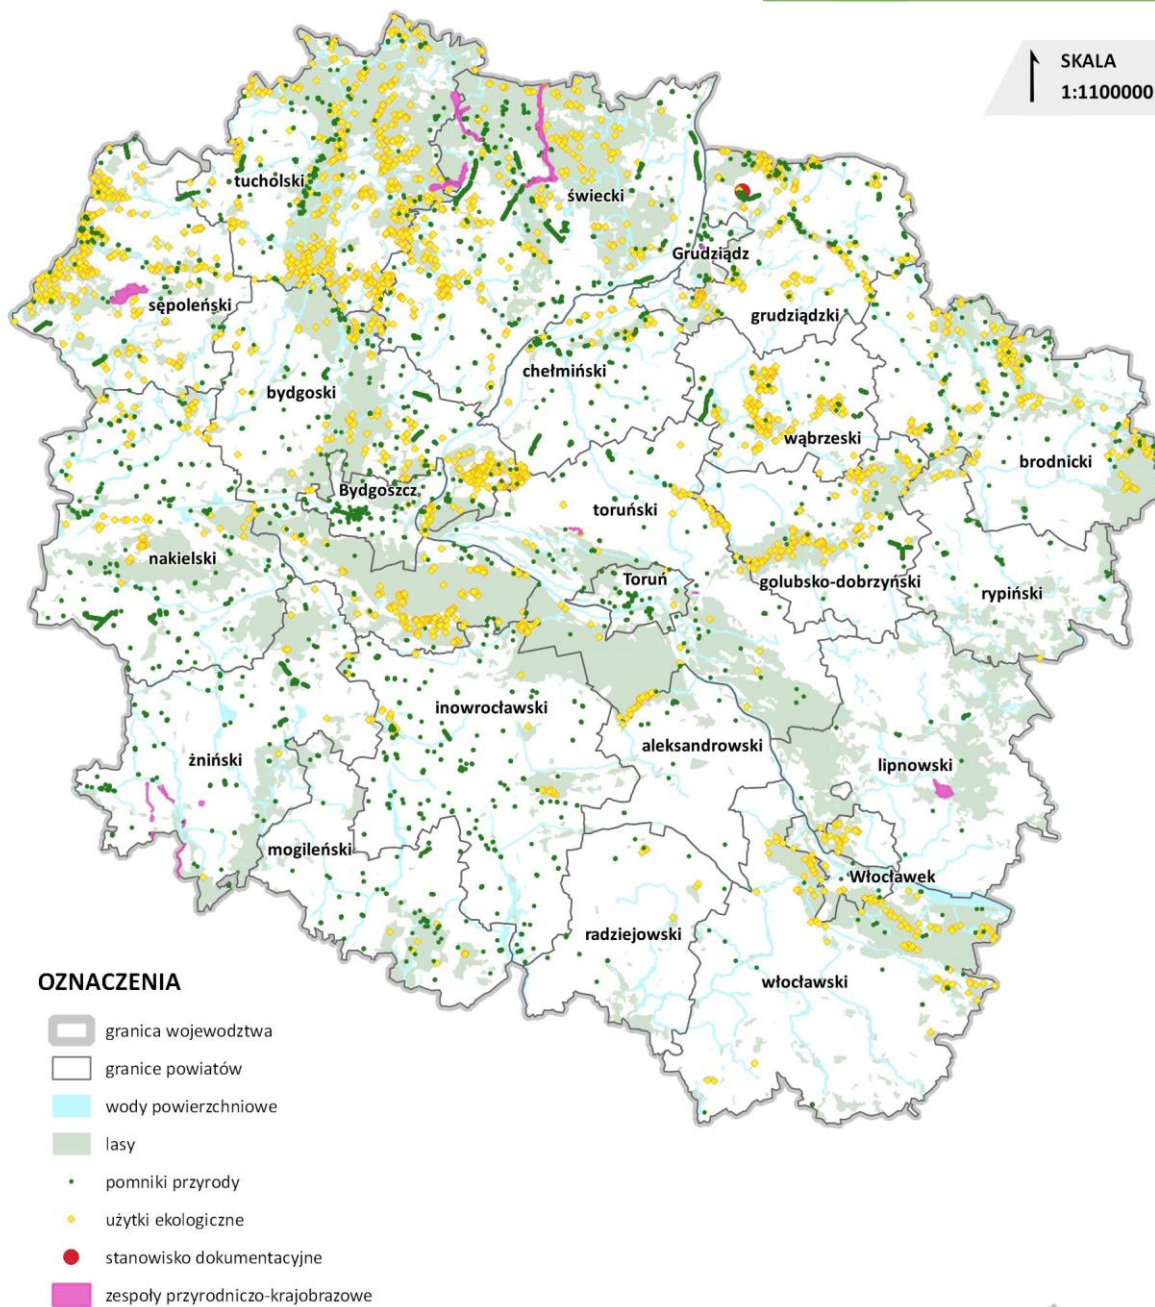 SKALA
1:1100000
tucholski
świecki
Grudziądz
sępoleński
grudziądzki
chełmiński
bydgoski
wąbrzeski
brodnicki
Bydgoszcz
toruński
nakielski
Toruń
golubsko-dobrzyński
rypiński
inowrocławski
aleksandrowski
żniński
lipnowski
mogileński
Włocławek
radziejowski
włocławski
OZNACZENIA
granica wojewodztwa
granice powiatów
wody powierzchniowe
lasy
pomniki przyrody
użytki ekologiczne
stanowisko dokumentacyjne
zespoły przyrodniczo-krajobrazowe